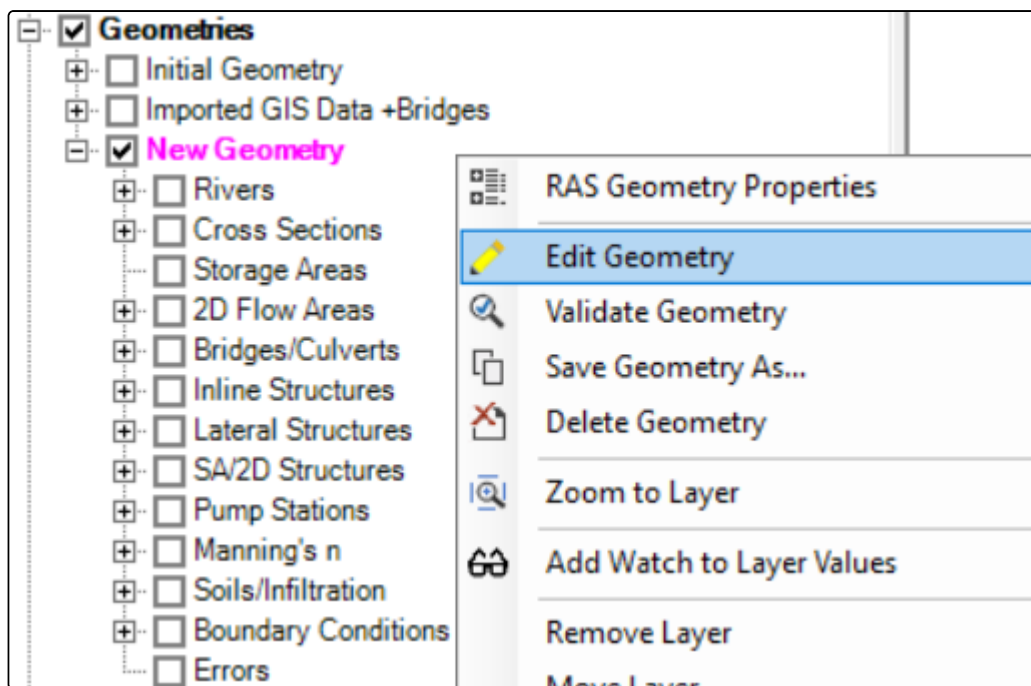 Geometries
Initial Geometry
Imported GIS Data +Bridges
New Geometry
Rivers
Cross Sections
Storage Areas
2D Flow Areas
Bridges/Culverts
Inline Structures
Lateral Structures
SA/2D Structures
Pump Stations
Manning's n
Soils/Infiltration
Boundary Conditions
Errors
RAS Geometry Properties
Edit Geometry
Validate Geometry
Save Geometry As...
Delete Geometry
Zoom to Layer
Add Watch to Layer Values
Remove Layer
Move Layer